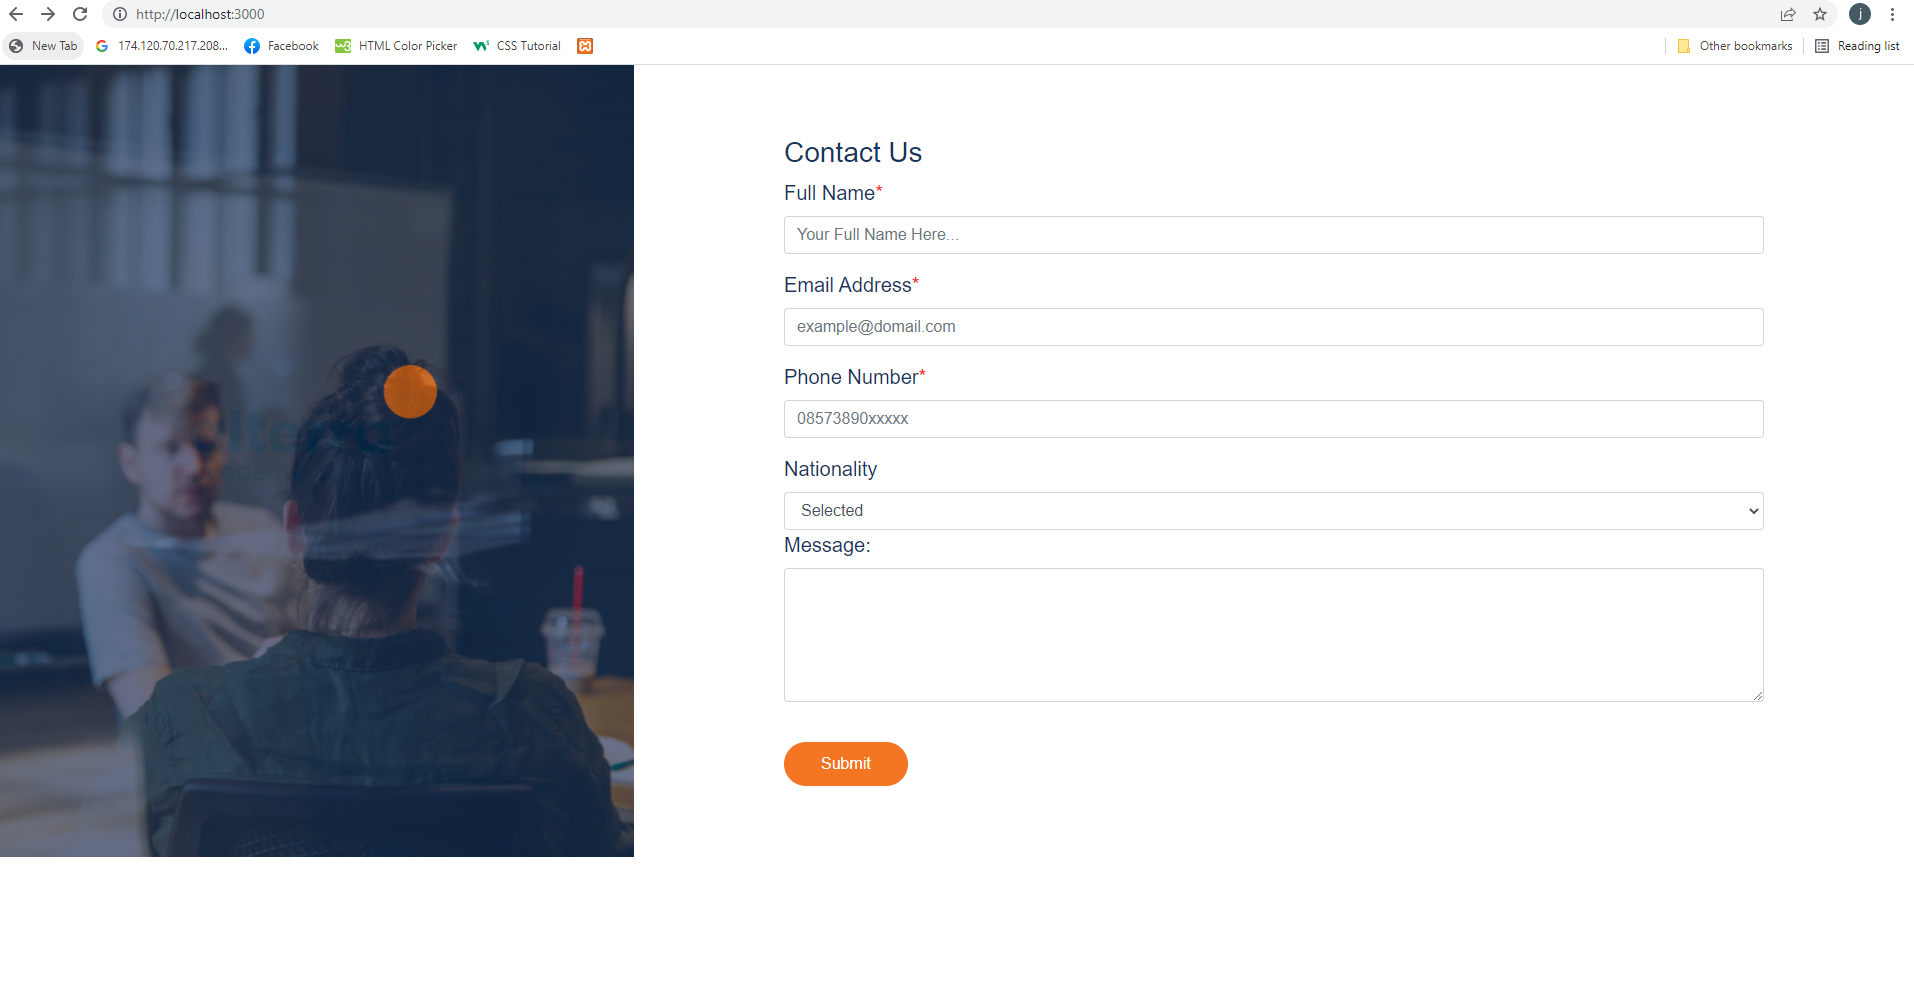 http://localhost:3000
j
New Tab
174.120.70.217.208...
Facebook
HTML Color Picker
CSS Tutorial
Other bookmarks
Reading list
Contact Us
Full Name*
Your Full Name Here...
Email Address*
example@domail.com
Phone Number*
08573890xxxxx
Nationality
Selected
Message:
Submit